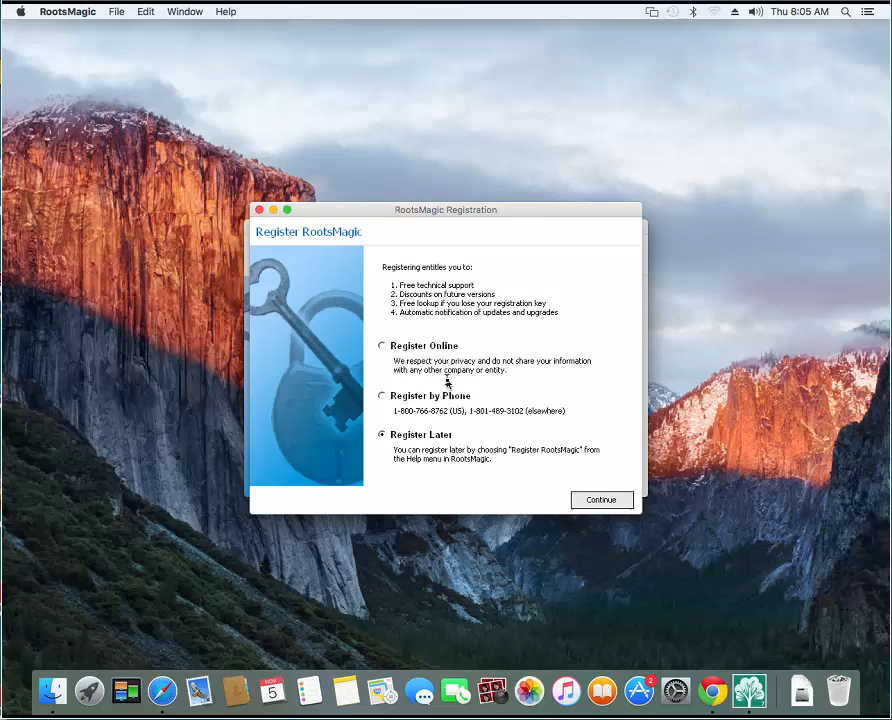 RootsMagic File Edit Window Help Thu 8:05 AM
RootsMagic Registration
Register RootsMagic
Registering entitles you to:
1. Free technical support
2. Discounts on future versions
3. Free lookup if you lose your registration key
4. Automatic notification of updates and upgrades
Register Online
We respect your privacy and do not share your information
with any other company or entity.
Register by Phone
1-800-766-8762 (US), 1-801-489-3102 (elsewhere)
Register Later
You can register later by choosing "Register RootsMagic" from
the Help menu in RootsMagic.
Continue
NOV
5
2
7